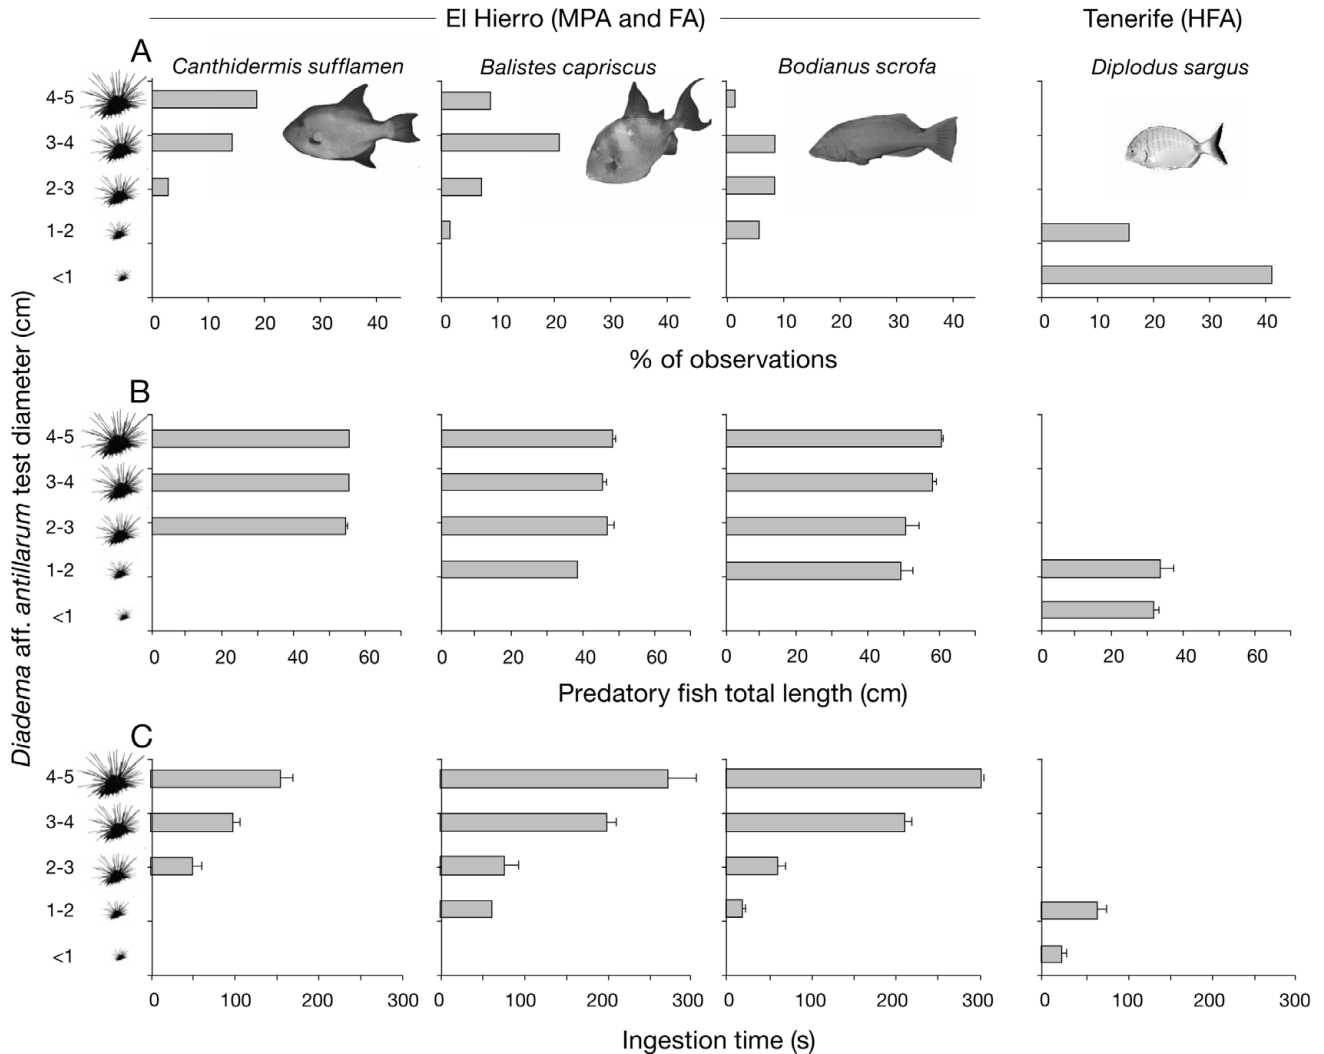 El Hierro (MPA and FA) Tenerife (HFA)
A
Canthidermis sufflamen Balistes capriscus Bodianus scrofa Diplodus sargus
4-5
3-4
2-3
1-2
<1
0 10 20 30 40 0 10 20 30 40 0 10 20 30 40 0 10 20 30 40
% of observations
B
4-5
3-4
2-3
1-2
<1
0 20 40 60 0 20 40 60 0 20 40 60 0 20 40 60
Predatory fish total length (cm)
C
4-5
3-4
2-3
1-2
<1
0 100 200 300 0 100 200 300 0 100 200 300 0 100 200 300
Ingestion time (s)
Diadema aff. antillarum test diameter (cm)